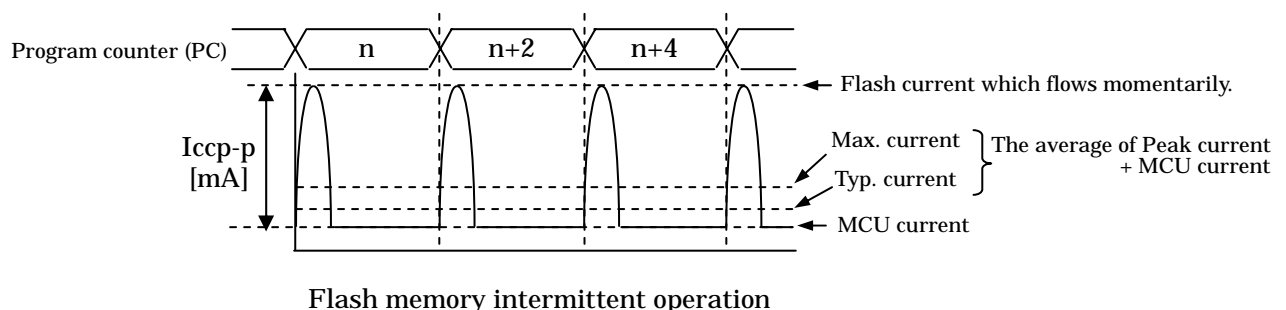 Program counter (PC)
n
n+2
n+4
Flash current which flows momentarily.
Iccp-p
[mA]
Max. current
Typ. current
The average of Peak current
+ MCU current
MCU current
Flash memory intermittent operation